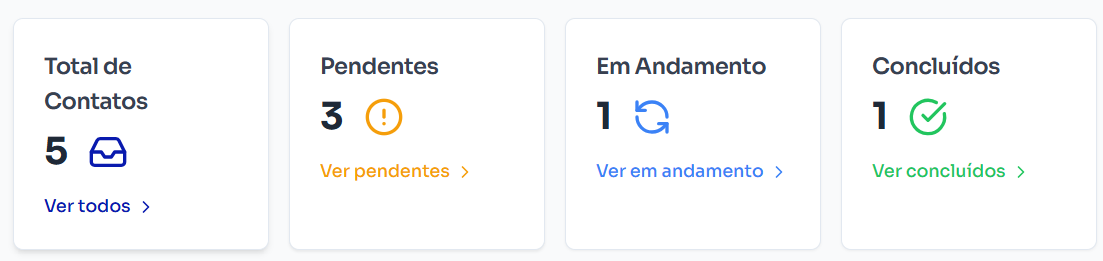 Total de
Contatos
5
Ver todos
Pendentes
3
Ver pendentes
Em Andamento
1
Ver em andamento
Concluídos
1
Ver concluídos